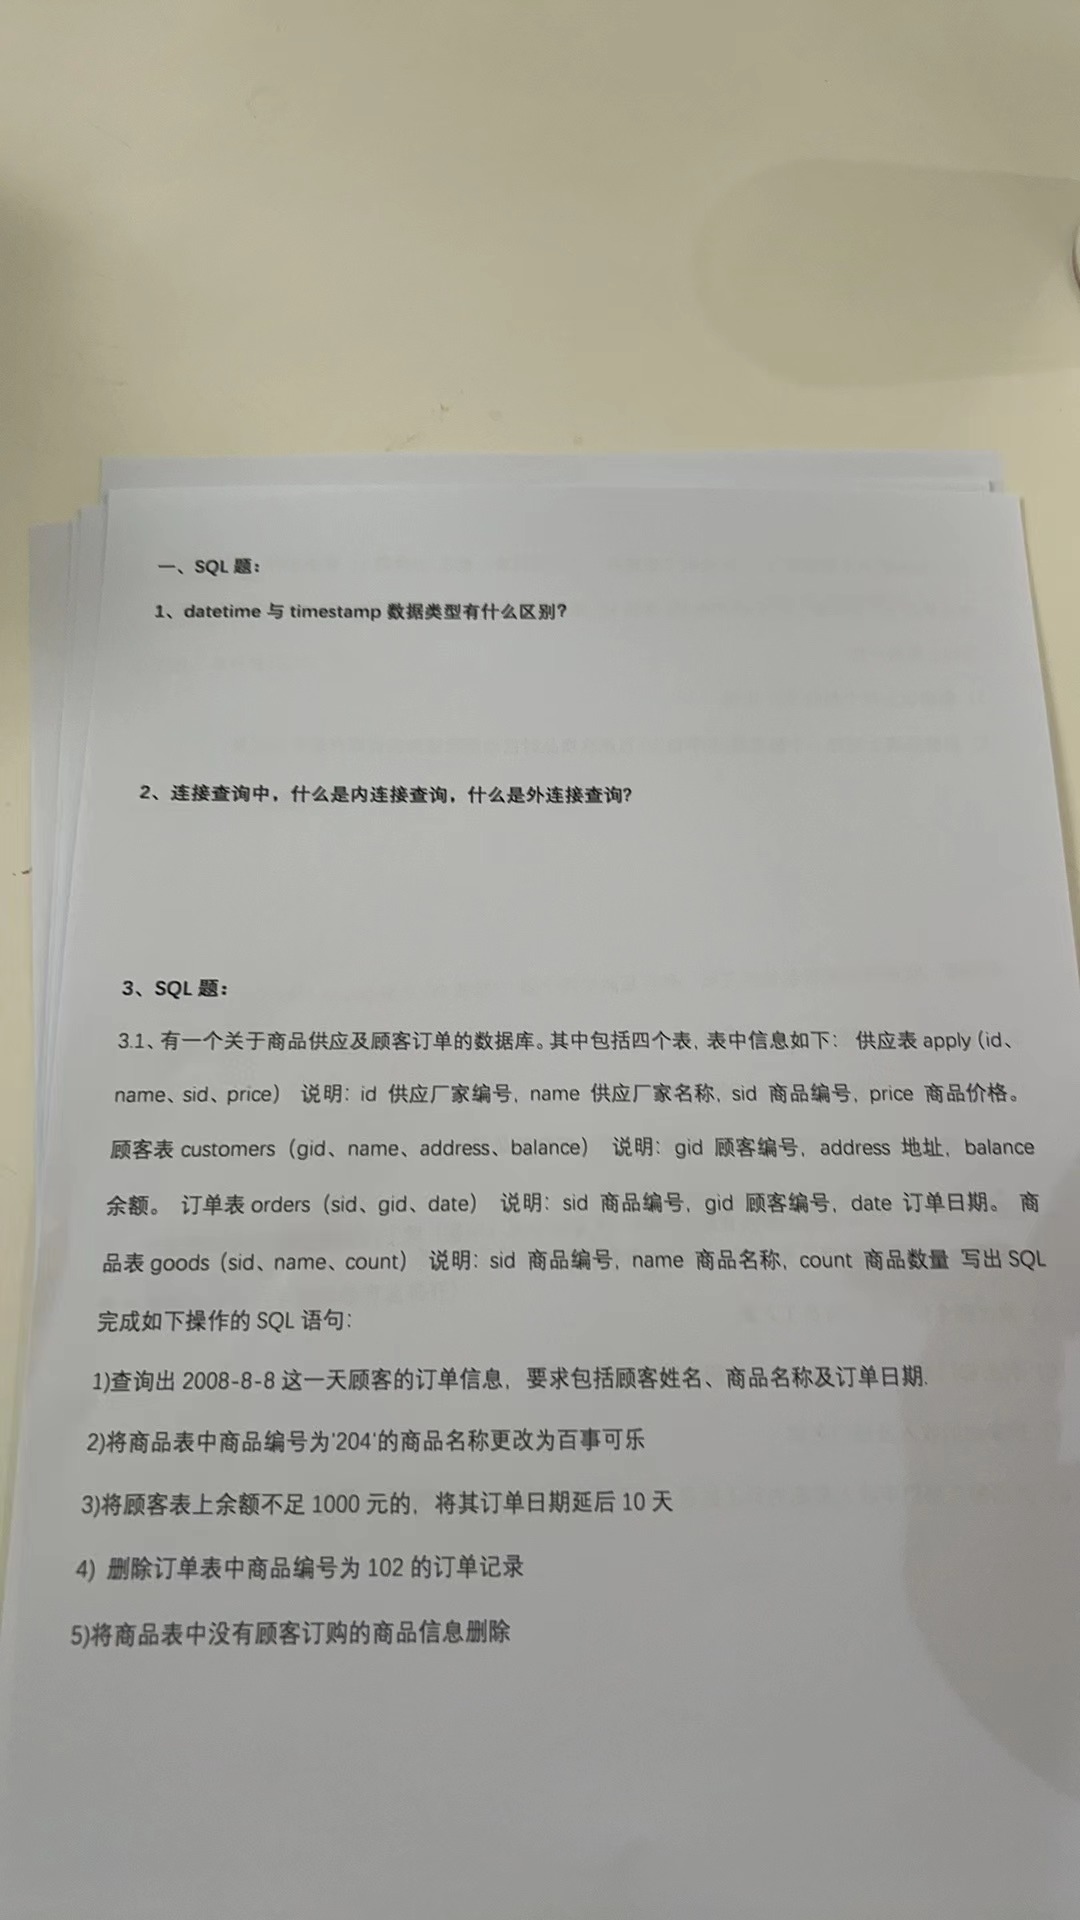 一、SQL 题：
1、datetime 与 timestamp 数据类型有什么区别？
2、连接查询中，什么是内连接查询，什么是外连接查询？
3、SQL 题：
3.1、有一个关于商品供应及顾客订单的数据库。其中包括四个表，表中信息如下： 供应表 apply（id、
name、sid、price） 说明：id 供应厂家编号，name 供应厂家名称，sid 商品编号，price 商品价格。
顾客表 customers（gid、name、address、balance） 说明：gid 顾客编号，address 地址，balance
余额。 订单表 orders（sid、gid、date） 说明：sid 商品编号，gid 顾客编号，date 订单日期。 商
品表 goods（sid、name、count） 说明：sid 商品编号，name 商品名称，count 商品数量 写出 SQL
完成如下操作的 SQL 语句：
1)查询出 2008-8-8 这一天顾客的订单信息，要求包括顾客姓名、商品名称及订单日期.
2)将商品表中商品编号为'204'的商品名称更改为百事可乐
3)将顾客表上余额不足 1000 元的，将其订单日期延后 10 天
4) 删除订单表中商品编号为 102 的订单记录
5)将商品表中没有顾客订购的商品信息删除